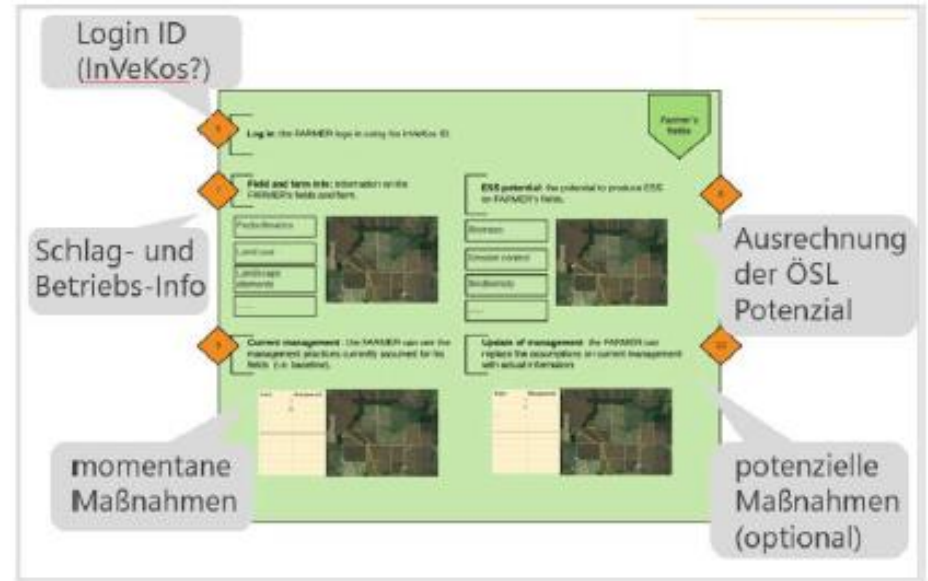 Login ID
(InVeKos?)
Farmer's
fields
Log in: the FARMER logs in using his InVeKos ID.
Field and farm info: information on the
FARMER's fields and farm.
ESS potential: the potential to produce ESS
on FARMER's fields.
Pedoclimatics
Land use
Landscape
elements
......
Biomass
Erosion control
Biodiversity
......
Schlag- und
Betriebs-Info
Ausrechnung
der ÖSL
Potenzial
Current management: the FARMER can see the
management practices currently assumed for his
fields (i.e. baseline).
Update of management: the FARMER can
replace the assumptions on current management
with actual information
10
momentane
Maßnahmen
potenzielle
Maßnahmen
(optional)